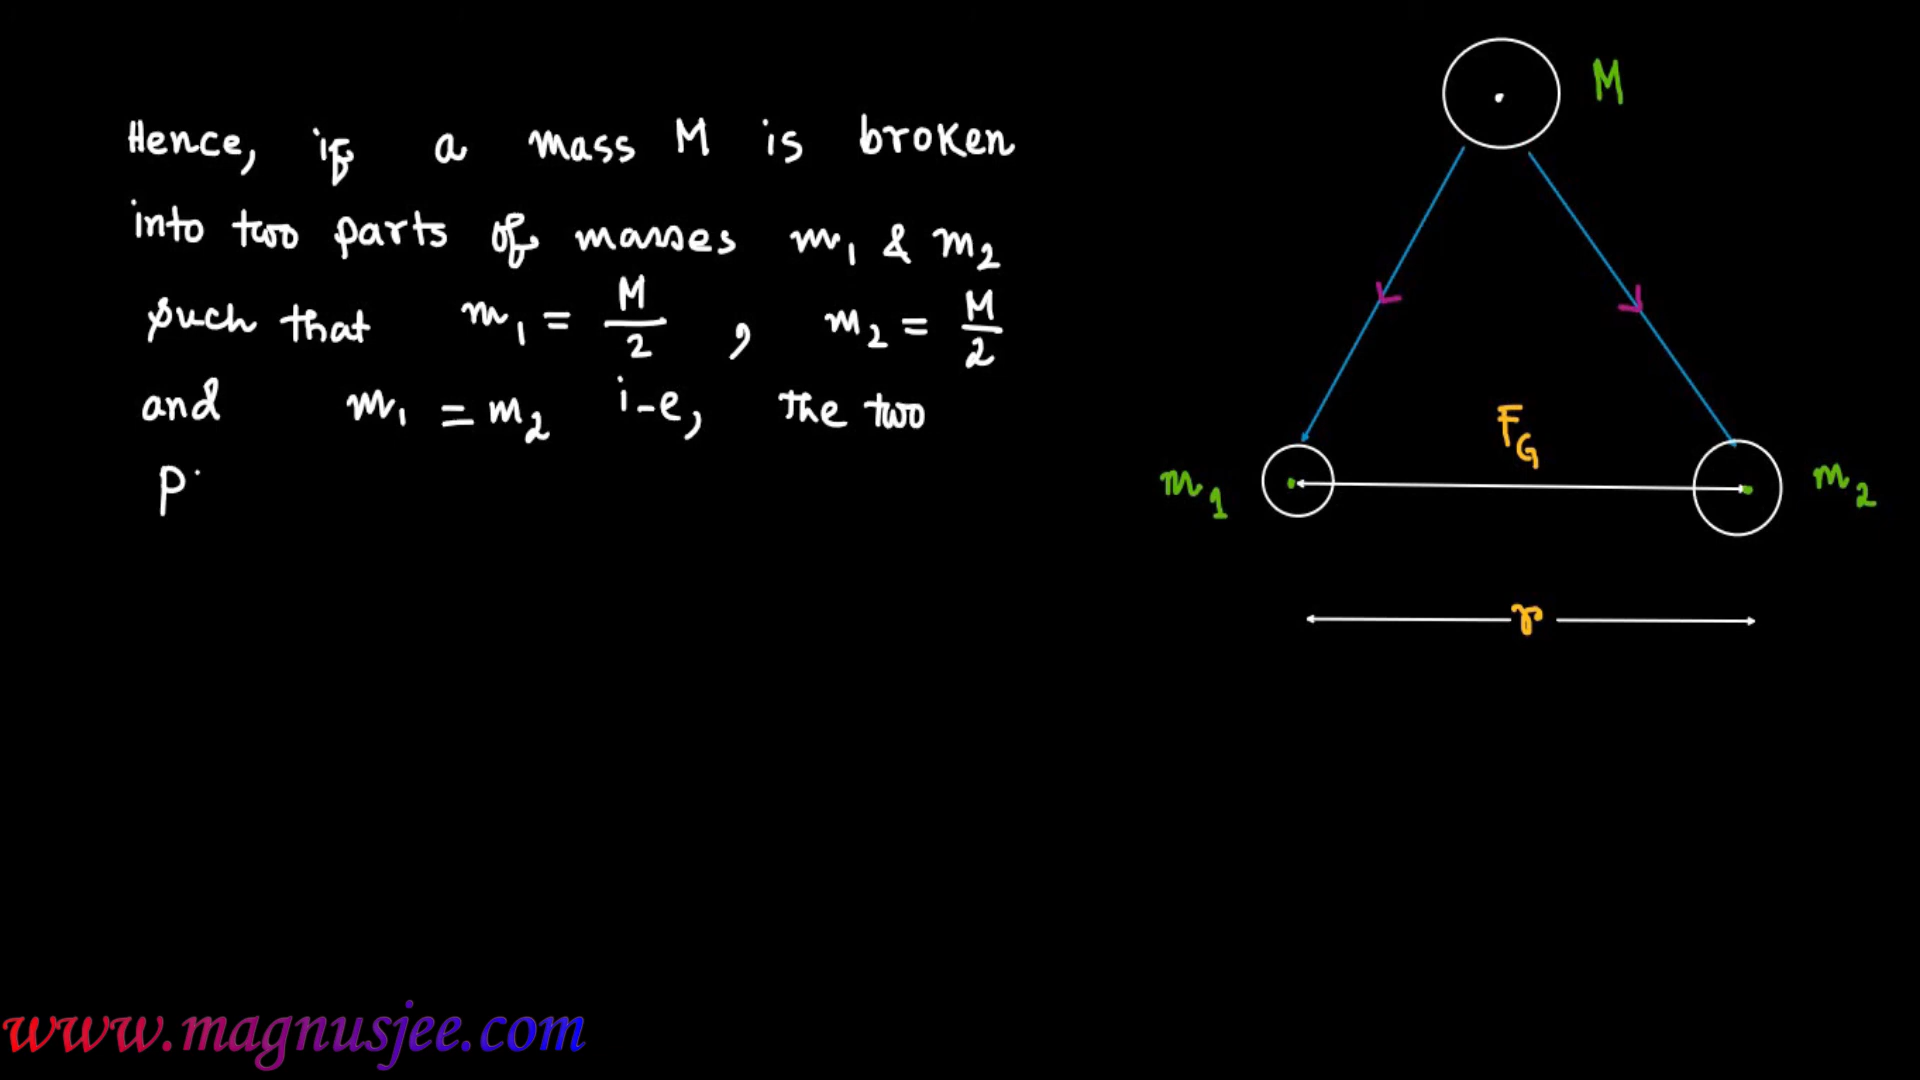 Hence, if a mass M is broken
into two parts of masses m₁ & m₂
such that m₁ = M/2 , m₂ = M/2
and m₁ = m₂ i-e, the two
P
M
F_G
m₁
m₂
r
www.magnusjee.com